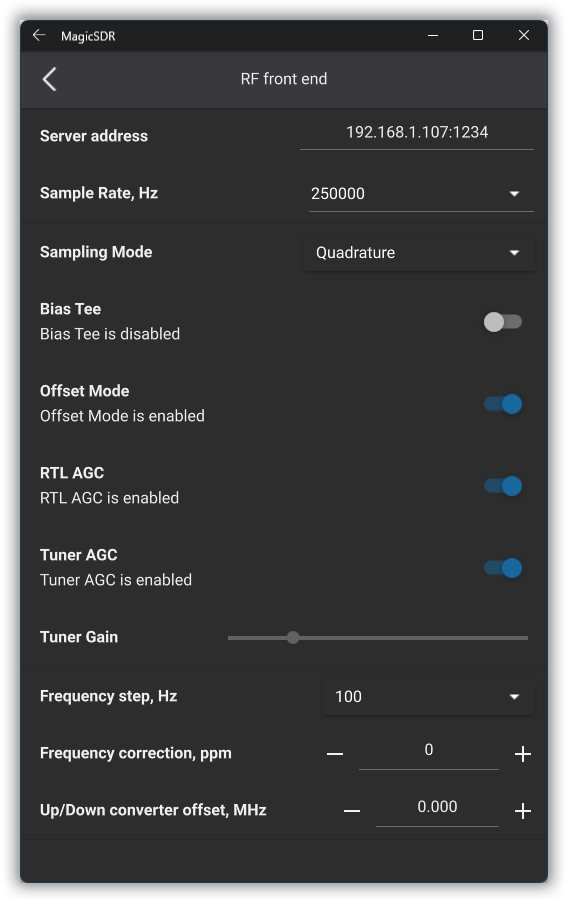 MagicSDR
RF front end
Server address
192.168.1.107:1234
Sample Rate, Hz
250000
Sampling Mode
Quadrature
Bias Tee
Bias Tee is disabled
Offset Mode
Offset Mode is enabled
RTL AGC
RTL AGC is enabled
Tuner AGC
Tuner AGC is enabled
Tuner Gain
Frequency step, Hz
100
Frequency correction, ppm
0
Up/Down converter offset, MHz
0.000